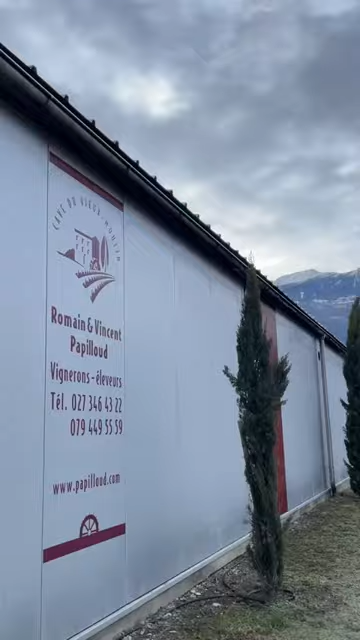 CAVE DU VIEUX-MOULIN
Romain & Vincent
Papilloud
Vignerons-éleveurs
Tél. 027 346 43 22
079 449 55 59
www.papilloud.com